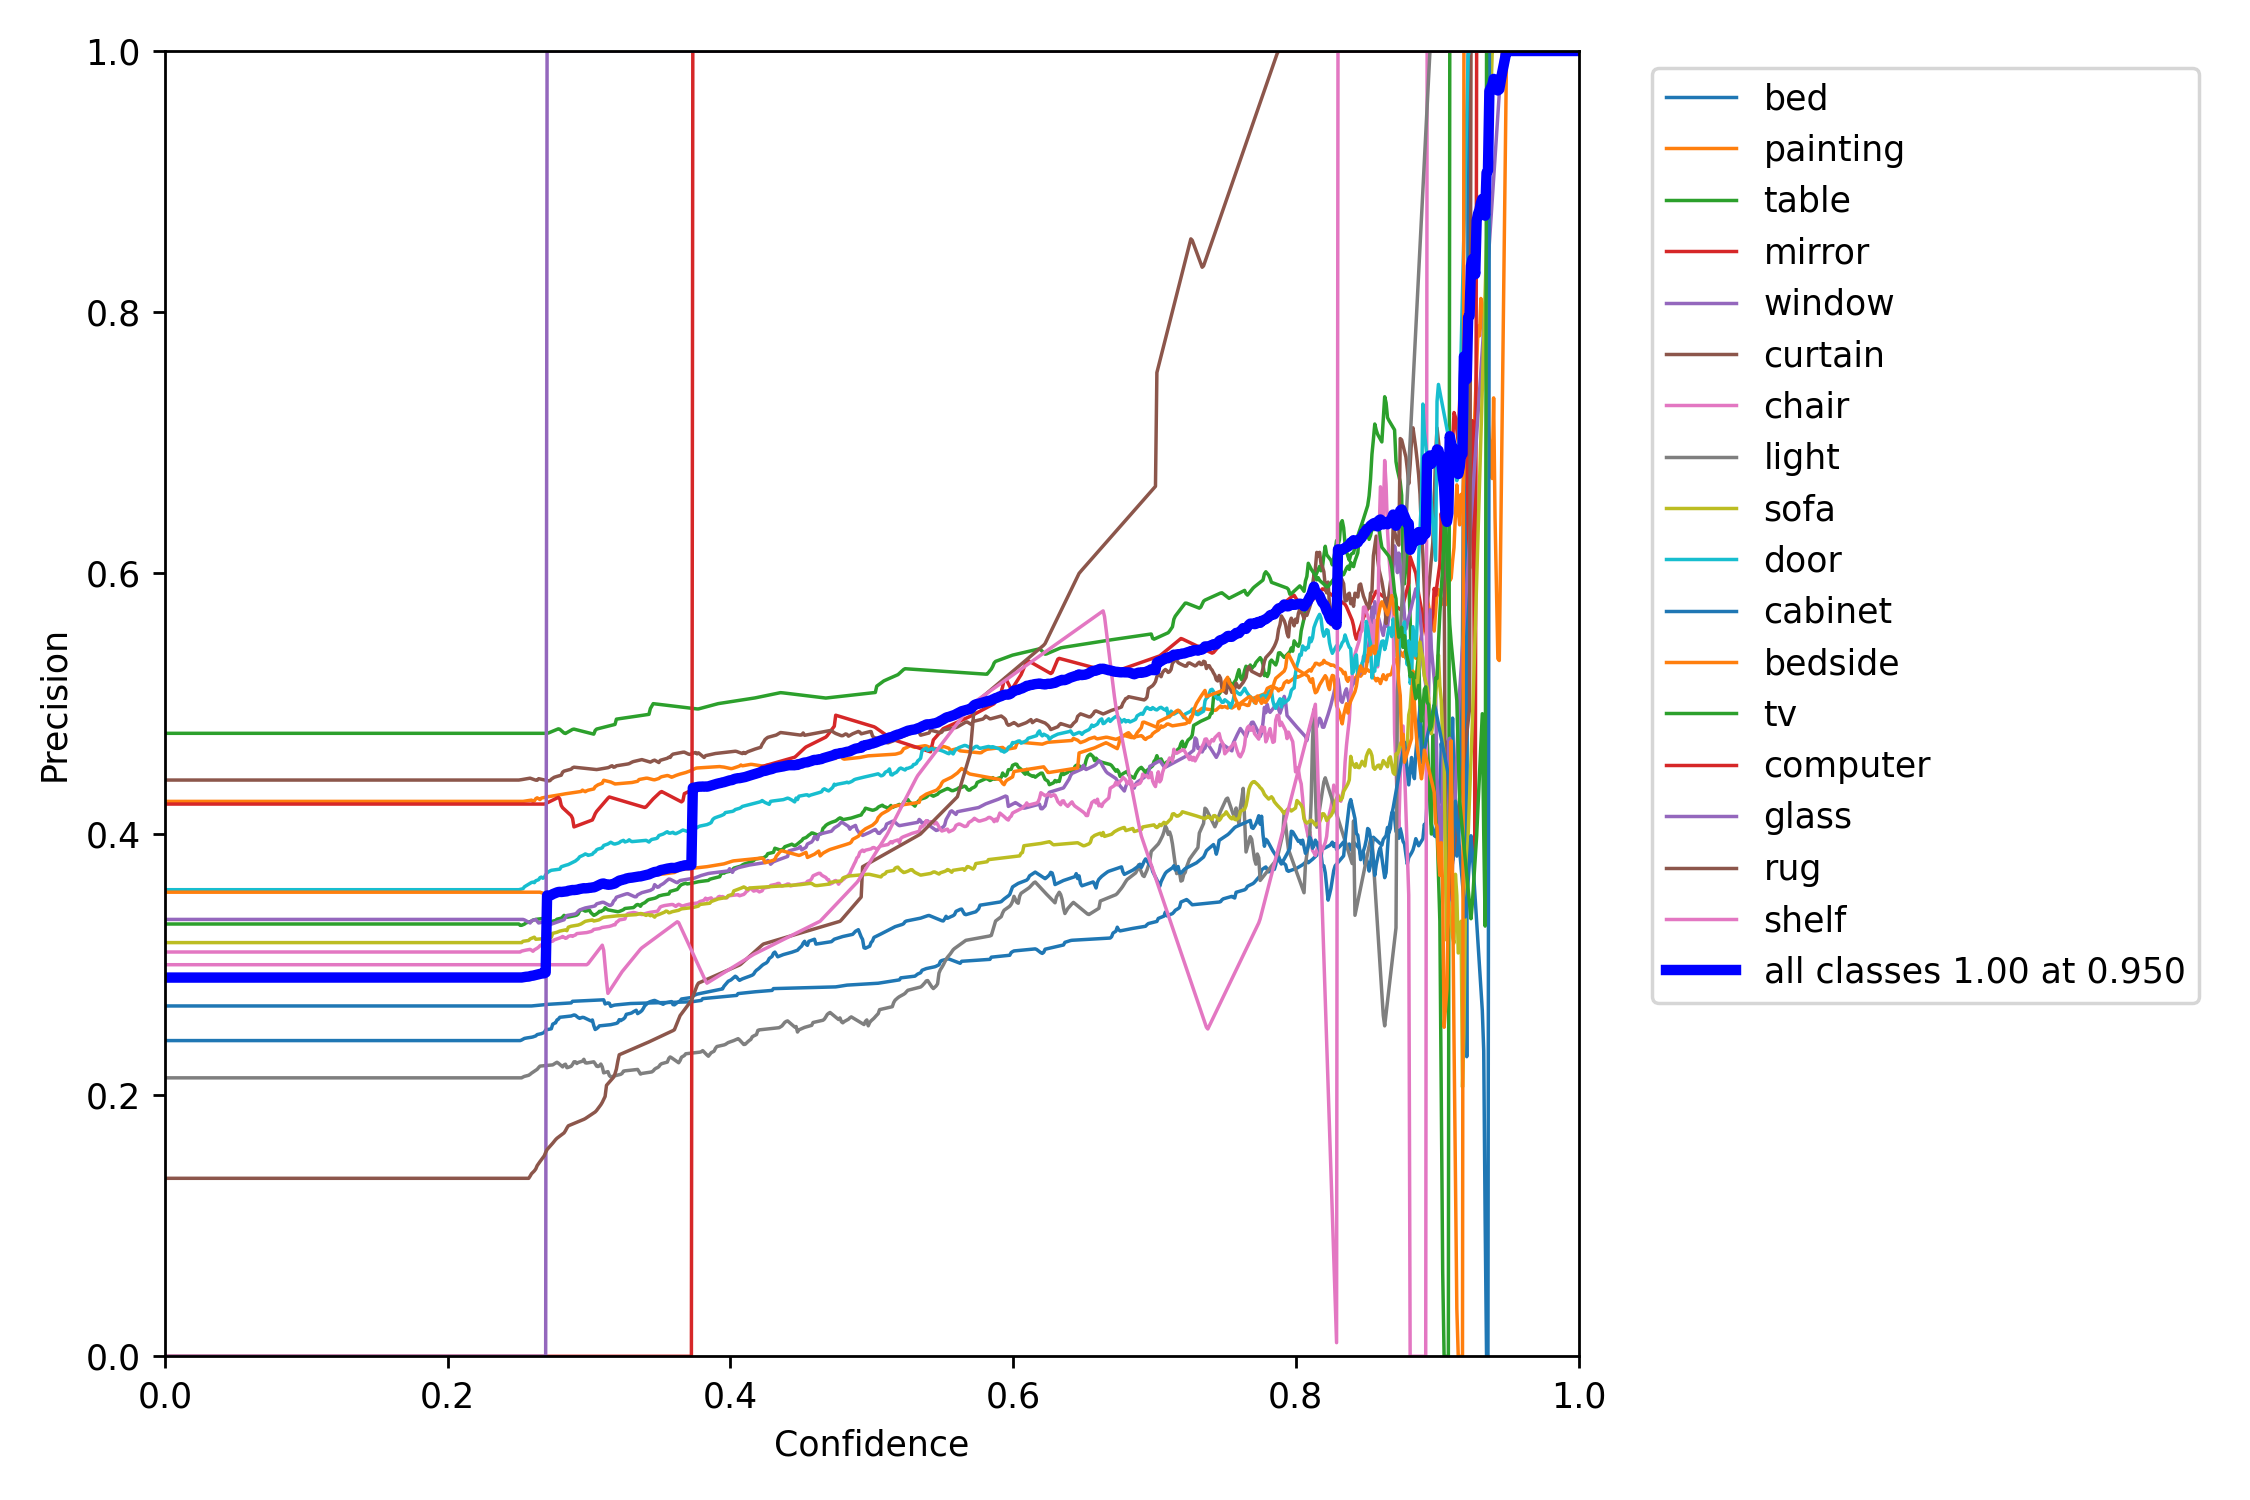 1.0
0.8
0.6
0.4
0.2
0.0
Precision
0.0 0.2 0.4 0.6 0.8 1.0
Confidence
bed
painting
table
mirror
window
curtain
chair
light
sofa
door
cabinet
bedside
tv
computer
glass
rug
shelf
all classes 1.00 at 0.950